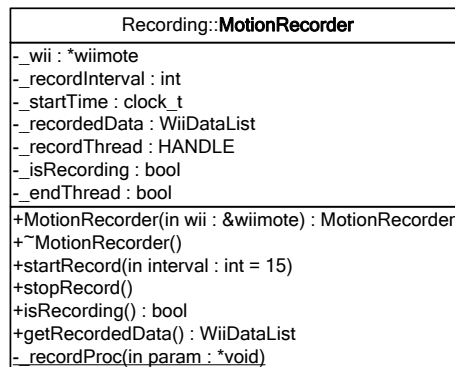 Recording::MotionRecorder
-_wii : *wiimote
-_recordInterval : int
-_startTime : clock_t
-_recordedData : WiiDataList
-_recordThread : HANDLE
-_isRecording : bool
-_endThread : bool
+MotionRecorder(in wii : &wiimote) : MotionRecorder
+~MotionRecorder()
+startRecord(in interval : int = 15)
+stopRecord()
+isRecording() : bool
+getRecordedData() : WiiDataList
-_recordProc(in param : *void)